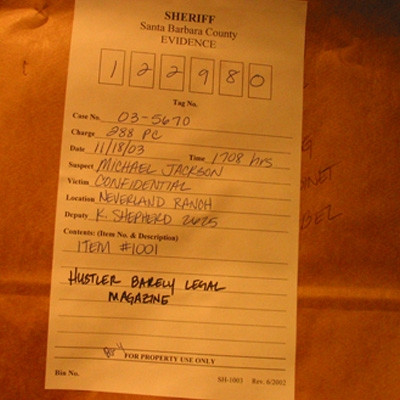 SHERIFF
Santa Barbara County
EVIDENCE
1 2 2 9 8 0
Tag No.
Case No. 03-5670
Charge 288 PC
Date 11/18/03 Time 1708 hrs
Suspect MICHAEL JACKSON
Victim CONFIDENTIAL
Location NEVERLAND RANCH
Deputy K. SHEPHERD 2625
Contents: (Item No. & Description)
ITEM #1001
HUSTLER BARELY LEGAL
MAGAZINE
FOR PROPERTY USE ONLY
Bin No.
SH-1003 Rev. 6/2002